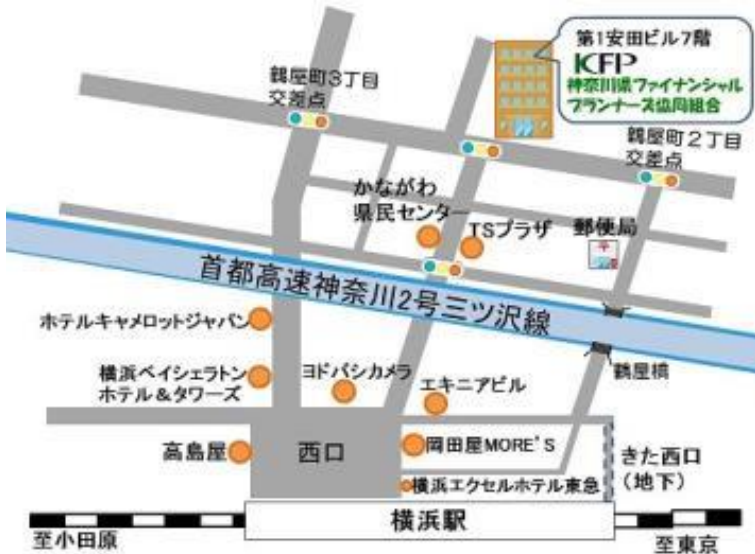 第1安田ビル7階
KFP
神奈川県ファイナンシャル
プランナーズ協同組合
鶴屋町3丁目
交差点
鶴屋町2丁目
交差点
かながわ
県民センター
TSプラザ
郵便局
〒
首都高速神奈川2号三ツ沢線
ホテルキャメロットジャパン
横浜ベイシェラトン
ホテル&タワーズ
ヨドバシカメラ
エキニアビル
鶴屋橋
高島屋
西口
岡田屋MORE'S
きた西口
(地下)
横浜エクセルホテル東急
横浜駅
至小田原
至東京